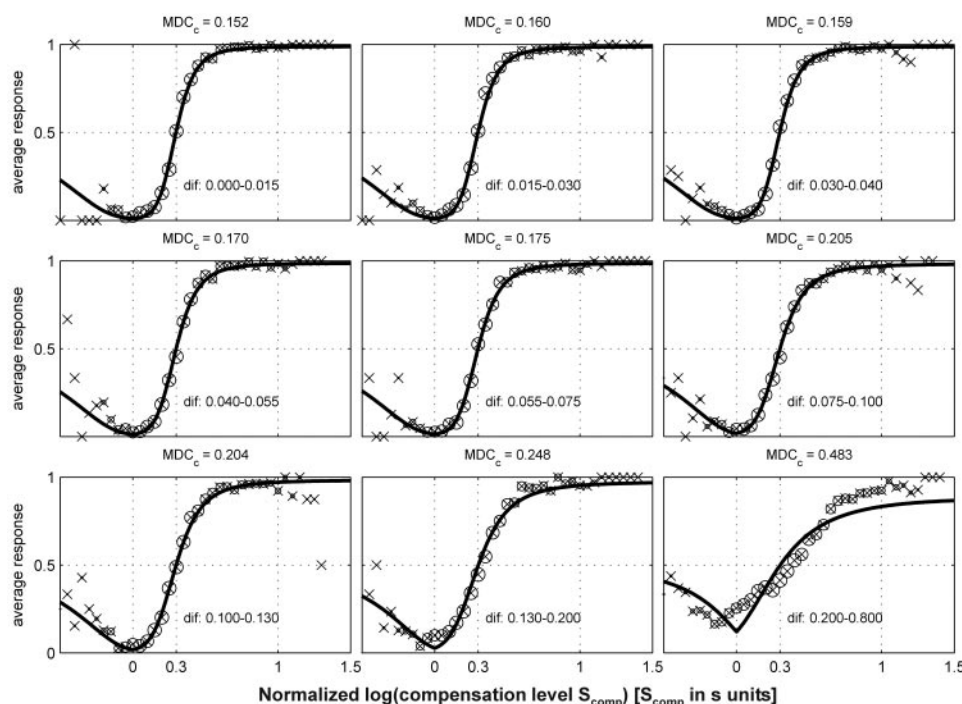 MDC_c = 0.152
MDC_c = 0.160
MDC_c = 0.159
average response
1
0.5
dif: 0.000-0.015
dif: 0.015-0.030
dif: 0.030-0.040
MDC_c = 0.170
MDC_c = 0.175
MDC_c = 0.205
average response
1
0.5
dif: 0.040-0.055
dif: 0.055-0.075
dif: 0.075-0.100
MDC_c = 0.204
MDC_c = 0.248
MDC_c = 0.483
average response
1
0.5
0
dif: 0.100-0.130
dif: 0.130-0.200
dif: 0.200-0.800
0 0.3 1 1.5
0 0.3 1 1.5
0 0.3 1 1.5
Normalized log(compensation level S_comp) [S_comp in s units]